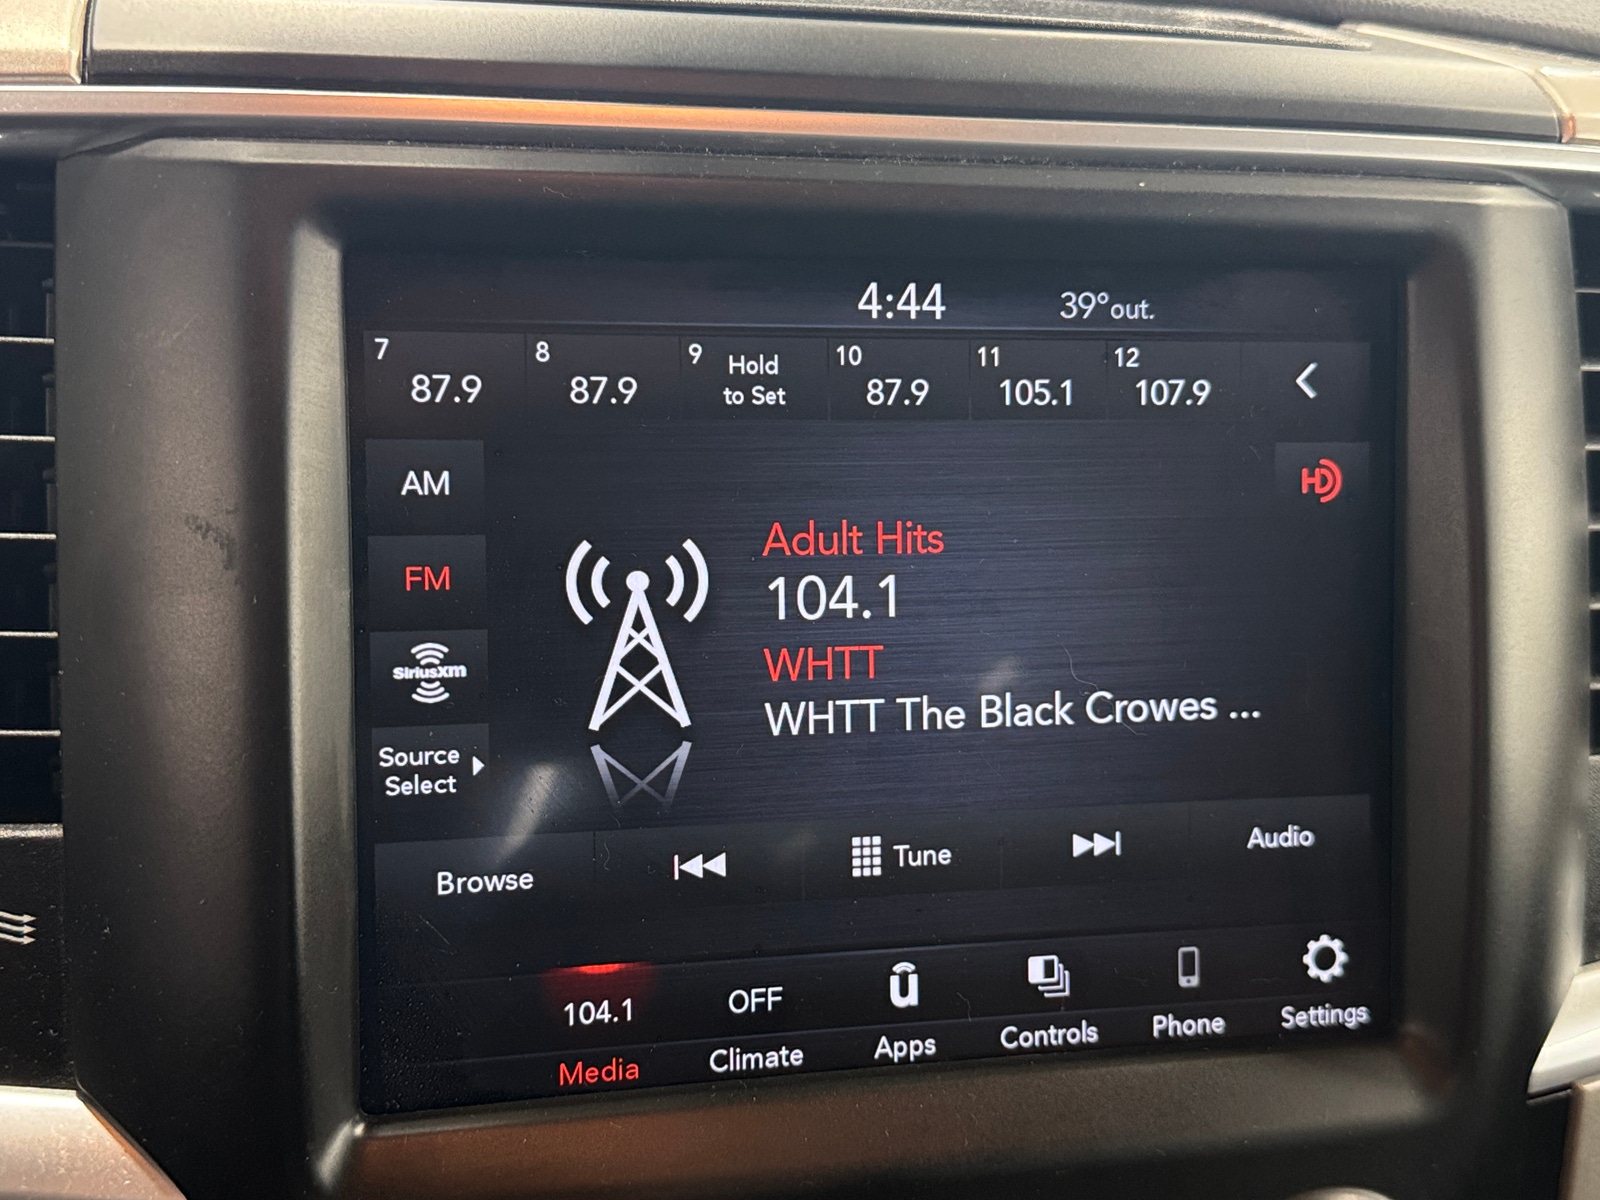 4:44 39°out.
7 8 9 Hold 10 11 12
87.9 87.9 to Set 87.9 105.1 107.9
AM
HD
FM
SiriusXM
Source
Select
Adult Hits
104.1
WHTT
WHTT The Black Crowes ...
Browse Tune Audio
104.1 OFF u
Media Climate Apps Controls Phone Settings